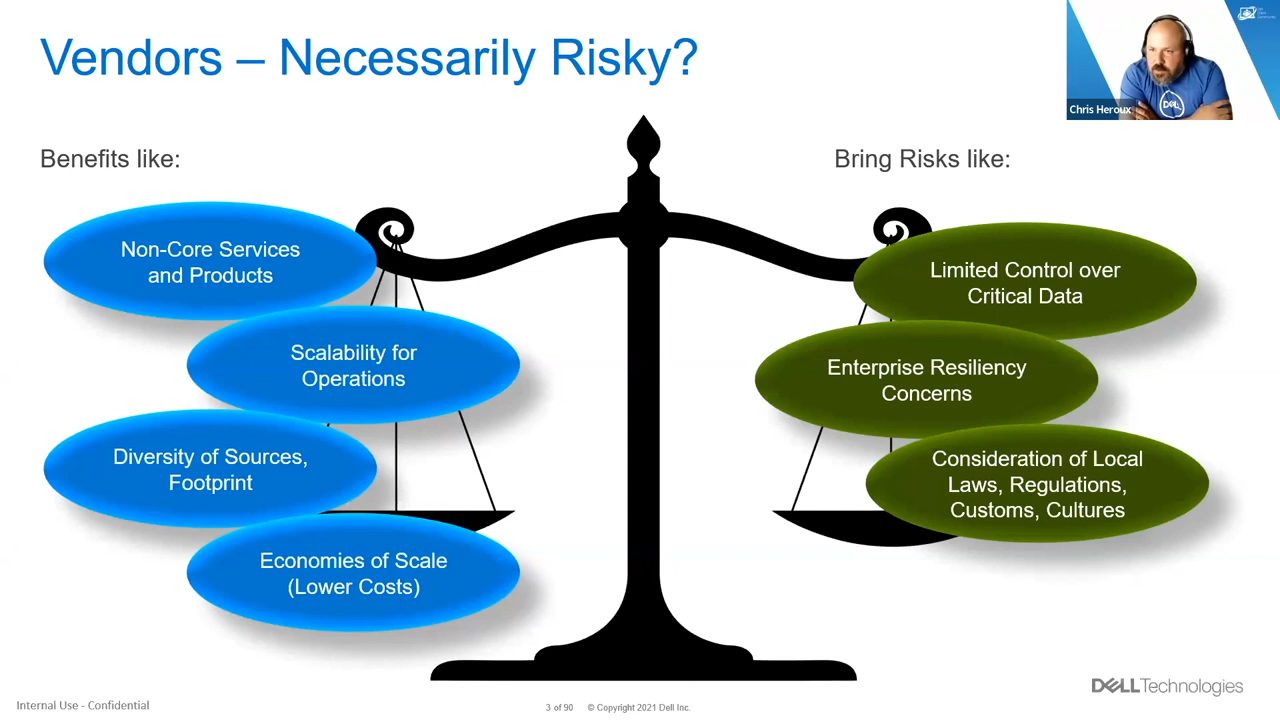 Vendors – Necessarily Risky?
Chris Heroux
DELL
Benefits like:
Bring Risks like:
Non-Core Services
and Products
Scalability for
Operations
Diversity of Sources,
Footprint
Economies of Scale
(Lower Costs)
Limited Control over
Critical Data
Enterprise Resiliency
Concerns
Consideration of Local
Laws, Regulations,
Customs, Cultures
Internal Use - Confidential
3 of 90
© Copyright 2021 Dell Inc.
DELLTechnologies